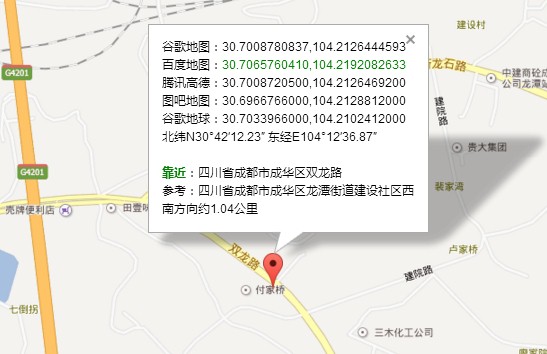 建设村
谷歌地图：30.7008780837,104.2126444593
百度地图：30.7065760410,104.2192082633
腾讯高德：30.7008720500,104.2126469200
图吧地图：30.6966766000,104.2128812000
谷歌地球：30.7033966000,104.2102412000
北纬N30°42′12.23″ 东经E104°12′36.87″
靠近：四川省成都市成华区双龙路
参考：四川省成都市成华区龙潭街道建设社区西
南方向约1.04公里
G4201
龙石路
中建商砼成
公司龙潭站
建院路
贵大集团
G4201
裴家湾
壳牌便利店
田壹
双龙路
卢家桥
付家桥
建院路
七倒拐
三木化工公司